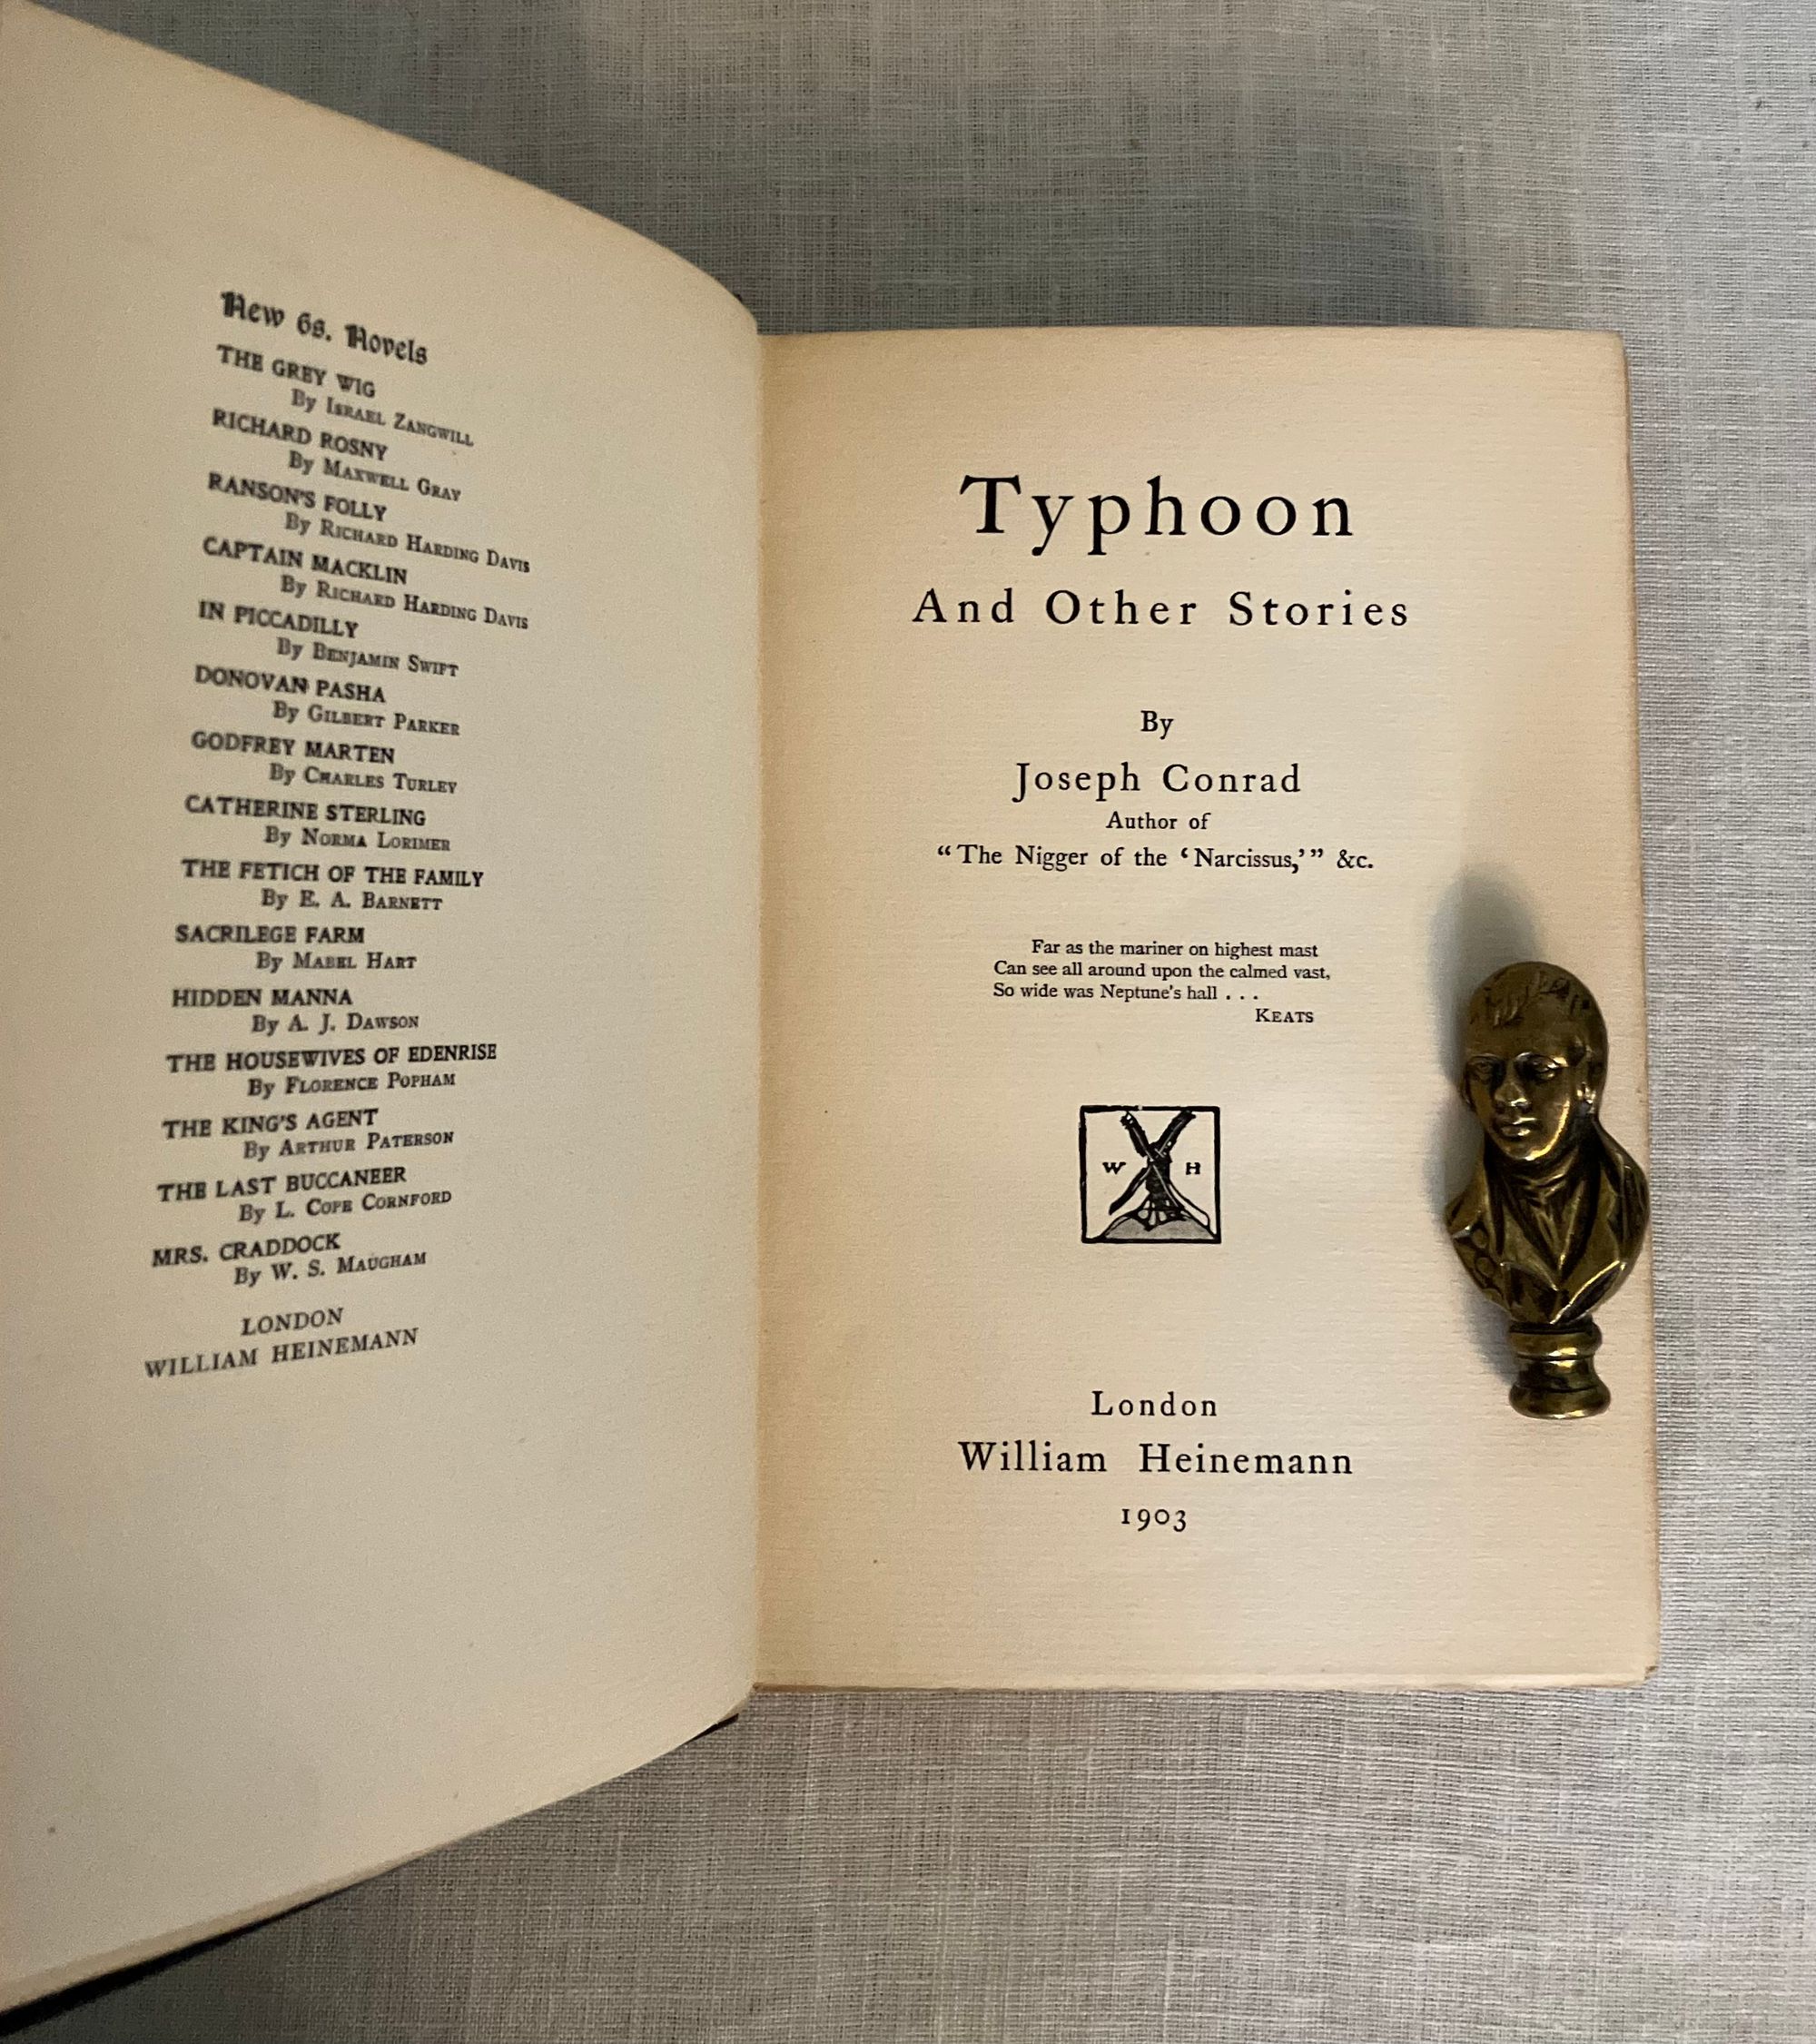 New 6s. Novels
THE GREY WIG
By ISRAEL ZANGWILL
RICHARD ROSNY
By MAXWELL GRAY
RANSON'S FOLLY
By RICHARD HARDING DAVIS
CAPTAIN MACKLIN
By RICHARD HARDING DAVIS
IN PICCADILLY
By BENJAMIN SWIFT
DONOVAN PASHA
By GILBERT PARKER
GODFREY MARTEN
By CHARLES TURLEY
CATHERINE STERLING
By NORMA LORIMER
THE FETICH OF THE FAMILY
By E. A. BARNETT
SACRILEGE FARM
By MABEL HART
HIDDEN MANNA
By A. J. DAWSON
THE HOUSEWIVES OF EDENRISE
By FLORENCE POPHAM
THE KING'S AGENT
By ARTHUR PATERSON
THE LAST BUCCANEER
By L. COPE CORNFORD
MRS. CRADDOCK
By W. S. MAUGHAM
LONDON
WILLIAM HEINEMANN
Typhoon
And Other Stories
By
Joseph Conrad
Author of
“The Nigger of the ‘Narcissus,’” &c.
Far as the mariner on highest mast
Can see all around upon the calmed vast,
So wide was Neptune's hall . . .
KEATS
W H
London
William Heinemann
1903